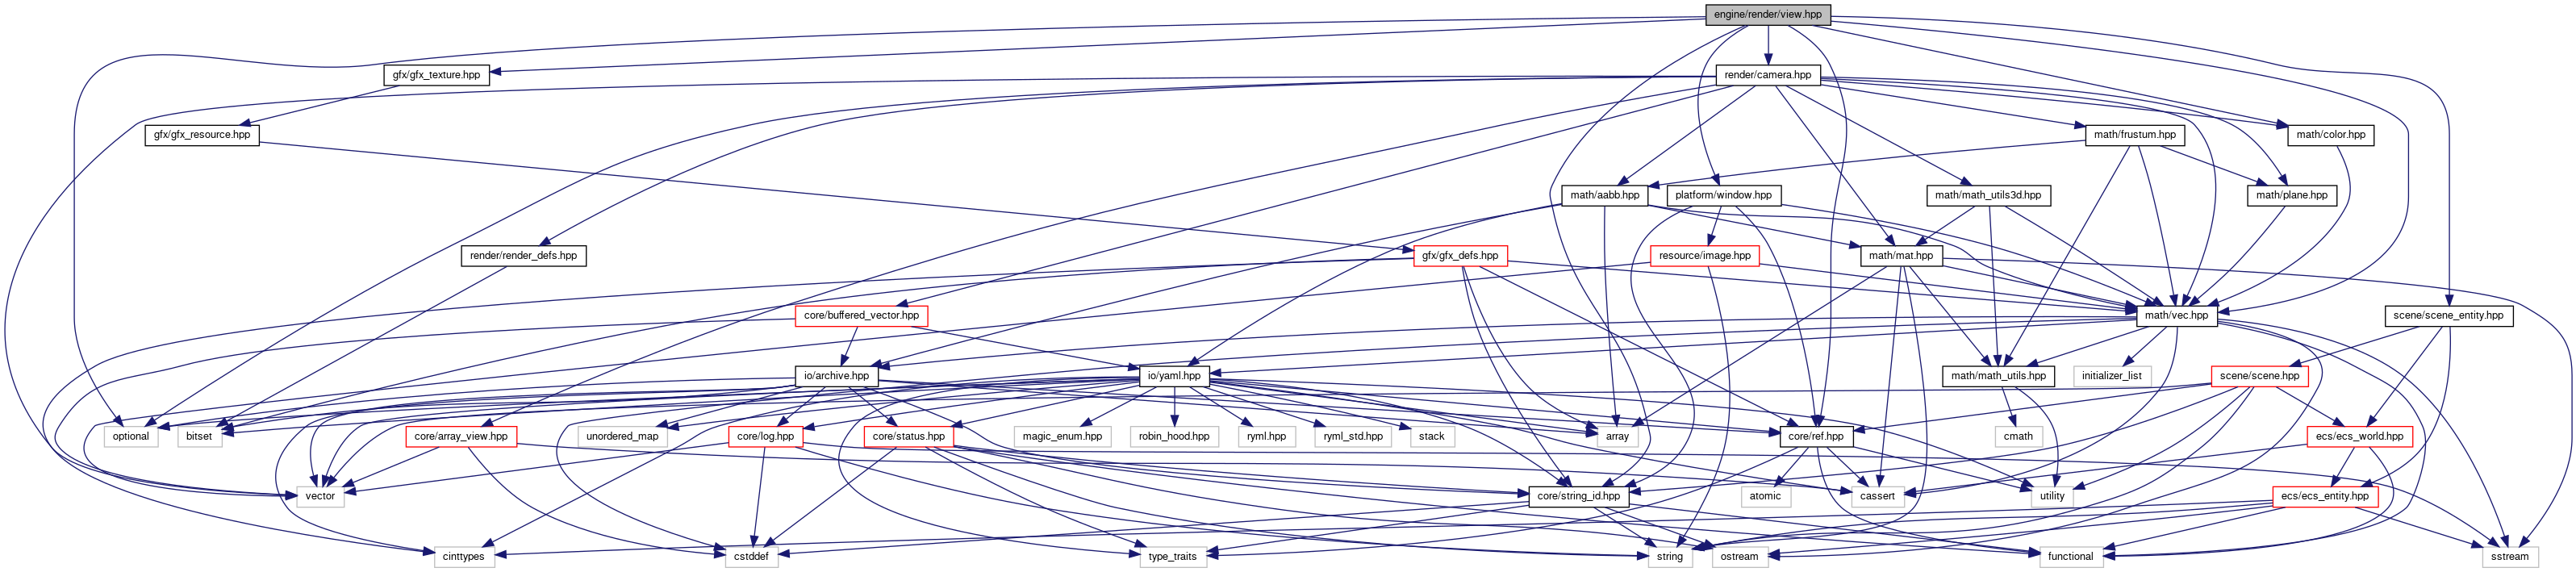 engine/render/view.hpp
gfx/gfx_texture.hpp
render/camera.hpp
gfx/gfx_resource.hpp
math/frustum.hpp
math/color.hpp
math/aabb.hpp
platform/window.hpp
math/math_utils3d.hpp
math/plane.hpp
render/render_defs.hpp
gfx/gfx_defs.hpp
resource/image.hpp
math/mat.hpp
core/buffered_vector.hpp
math/vec.hpp
scene/scene_entity.hpp
io/archive.hpp
io/yaml.hpp
math/math_utils.hpp
initializer_list
scene/scene.hpp
optional
bitset
core/array_view.hpp
unordered_map
core/log.hpp
core/status.hpp
magic_enum.hpp
robin_hood.hpp
ryml.hpp
ryml_std.hpp
stack
array
core/ref.hpp
cmath
ecs/ecs_world.hpp
vector
core/string_id.hpp
atomic
cassert
utility
ecs/ecs_entity.hpp
cinttypes
cstddef
type_traits
string
ostream
functional
sstream